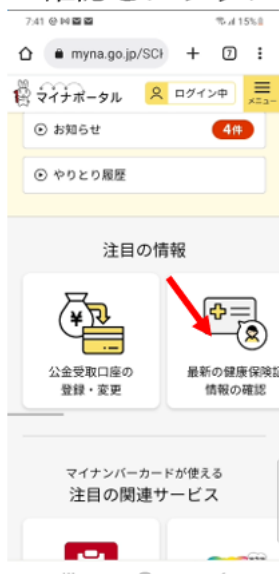 7:41
15%
myna.go.jp/SCH
7
マイナポータル
ログイン中
メニュー
お知らせ
4件
やりとり履歴
注目の情報
公金受取口座の
登録・変更
最新の健康保険証
情報の確認
マイナンバーカードが使える
注目の関連サービス